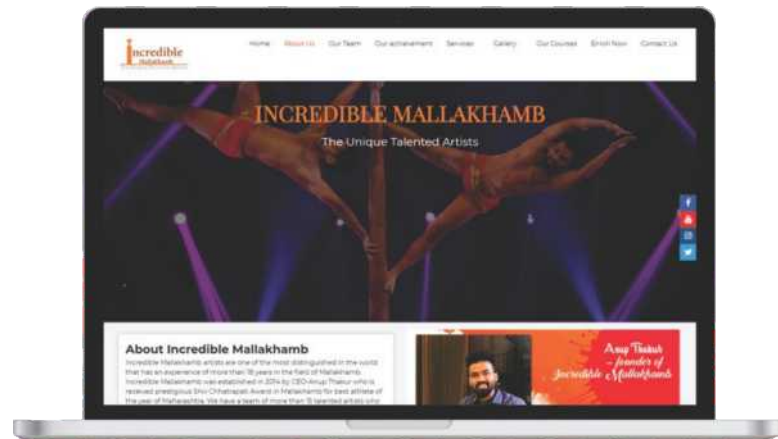 Incredible
Mallakhamb
Home About Us Our Team Our achievement Services Gallery Our Courses Enroll Now Contact Us
INCREDIBLE MALLAKHAMB
The Unique Talented Artists
About Incredible Mallakhamb
Incredible Mallakhamb artists are one of the most distinguished in the world
that has an experience of more than 18 years in the field of Mallakhamb.
Incredible Mallakhamb was established in 2014 by CEO-Anup Thakur who is
received prestigious Shiv Chhatrapati Award in Mallakhamb for best athlete of
the year of Maharashtra. We have a team of more than 15 talented artists who
Anup Thakur
– founder of
Incredible Mallakhamb